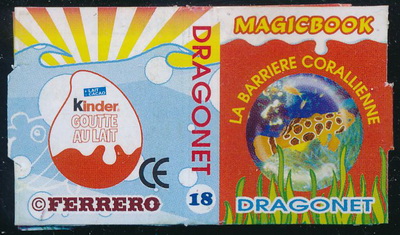 + LAIT
+ CACAO
Kinder
GOUTTE
AU LAIT
CE
© FERRERO
DRAGONET
18
MAGICBOOK
LA BARRIERE CORALLIENNE
DRAGONET